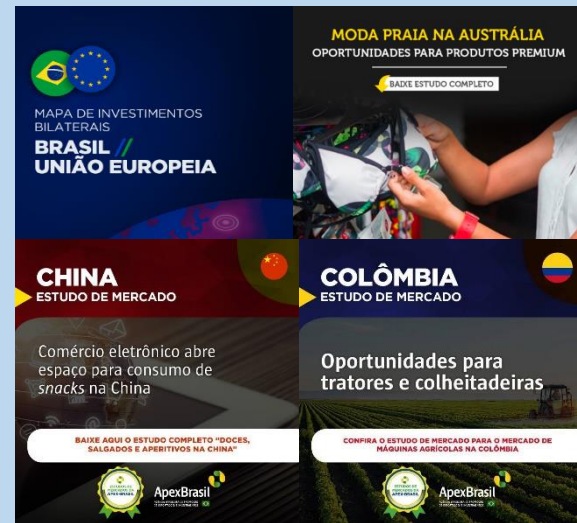 MAPA DE INVESTIMENTOS
BILATERAIS
BRASIL //
UNIÃO EUROPEIA
MODA PRAIA NA AUSTRÁLIA
OPORTUNIDADES PARA PRODUTOS PREMIUM
BAIXE ESTUDO COMPLETO
CHINA
ESTUDO DE MERCADO
Comércio eletrônico abre
espaço para consumo de
snacks na China
BAIXE AQUI O ESTUDO COMPLETO “DOCES,
SALGADOS E APERITIVOS NA CHINA”
ApexBrasil
COLÔMBIA
ESTUDO DE MERCADO
Oportunidades para
tratores e colheitadeiras
CONFIRA O ESTUDO DE MERCADO PARA O MERCADO DE
MÁQUINAS AGRÍCOLAS NA COLÔMBIA
ApexBrasil